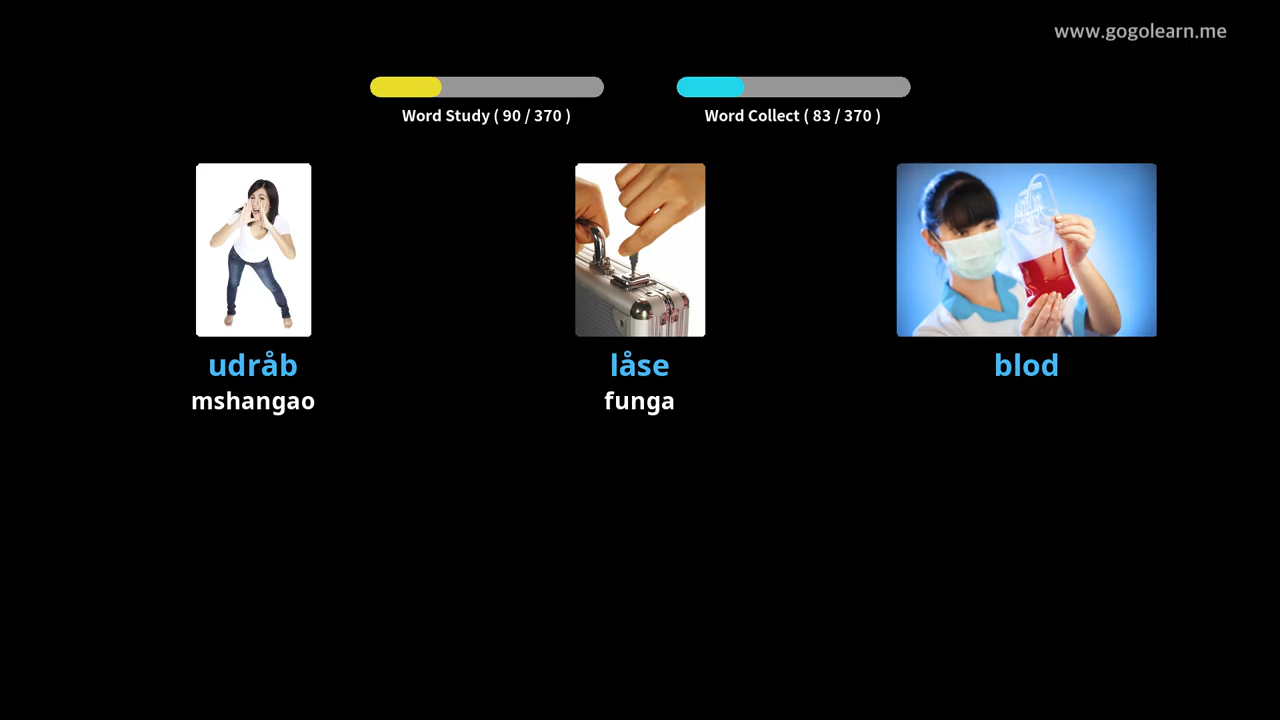 www.gogolearn.me
Word Study ( 90 / 370 )
Word Collect ( 83 / 370 )
udråb
mshangao
låse
funga
blod